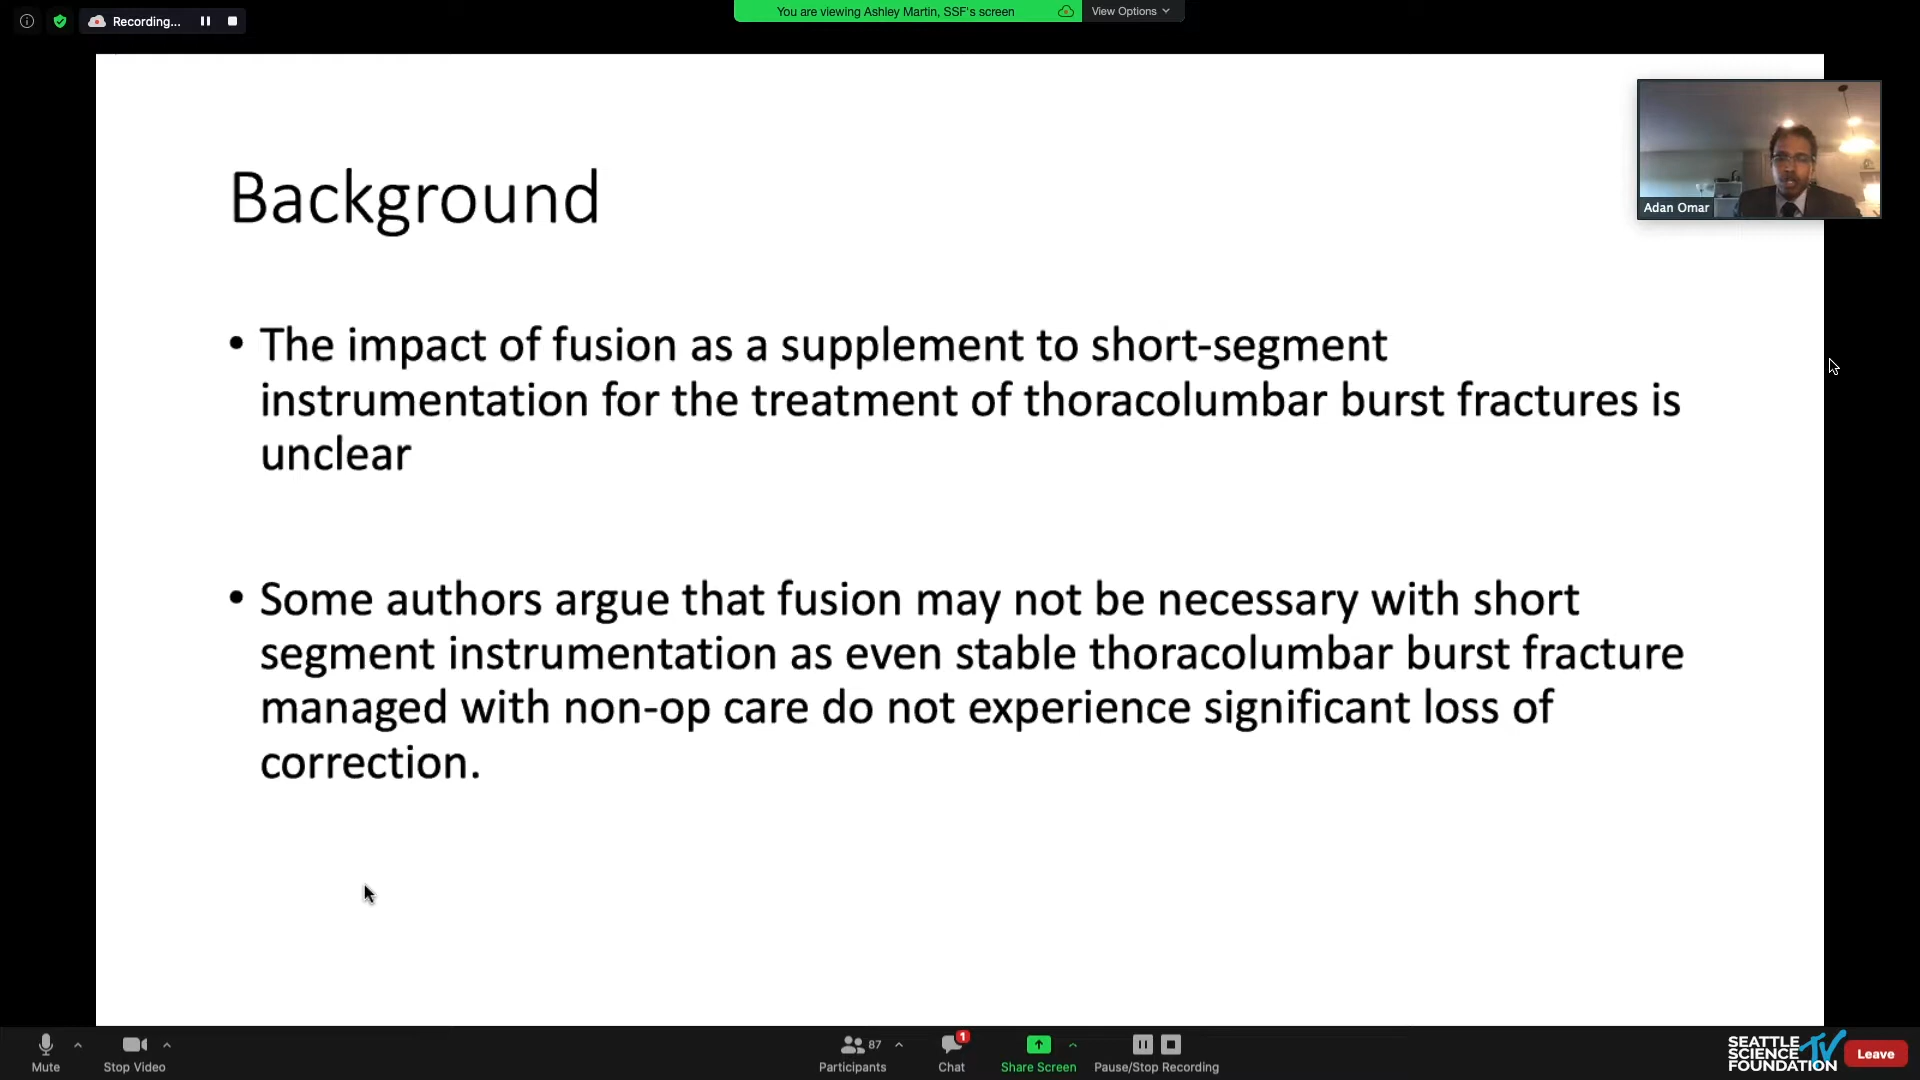 Recording...
You are viewing Ashley Martin, SSF's screen
View Options
Adan Omar
Background
• The impact of fusion as a supplement to short-segment
instrumentation for the treatment of thoracolumbar burst fractures is
unclear
• Some authors argue that fusion may not be necessary with short
segment instrumentation as even stable thoracolumbar burst fracture
managed with non-op care do not experience significant loss of
correction.
Mute
Stop Video
87
Participants
1
Chat
Share Screen
Pause/Stop Recording
SEATTLE
SCIENCE TV
FOUNDATION
Leave